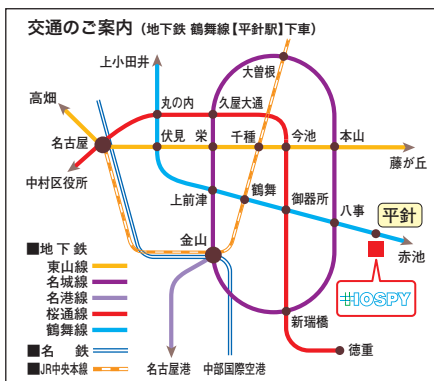 交通のご案内（地下鉄 鶴舞線【平針駅】下車）
上小田井
大曽根
高畑
丸の内
久屋大通
名古屋
伏見
栄
千種
今池
本山
藤が丘
中村区役所
上前津
鶴舞
御器所
八事
平針
赤池
金山
HOSPY
■地下鉄
東山線
名城線
名港線
桜通線
鶴舞線
■名鉄
■JR中央本線
新瑞橋
徳重
名古屋港
中部国際空港